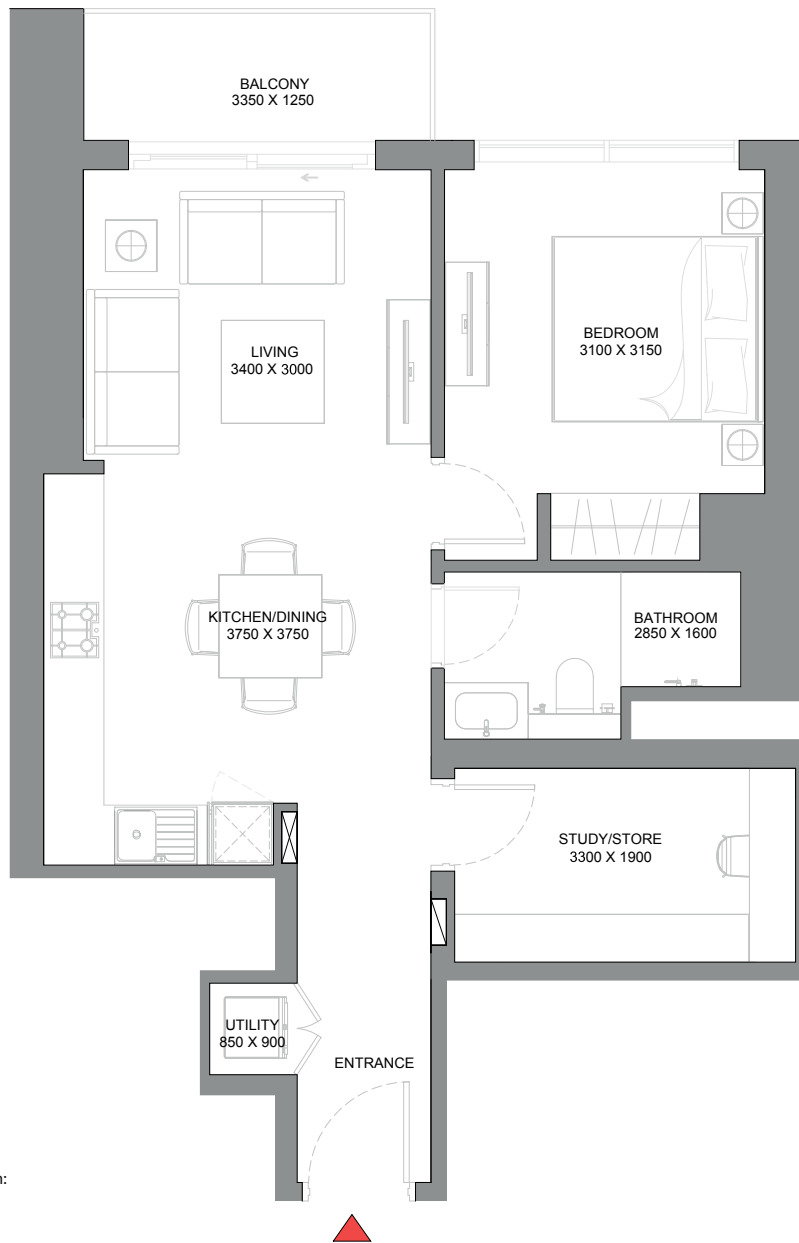 BALCONY
3350 X 1250
LIVING
3400 X 3000
BEDROOM
3100 X 3150
KITCHEN/DINING
3750 X 3750
BATHROOM
2850 X 1600
STUDY/STORE
3300 X 1900
UTILITY
850 X 900
ENTRANCE